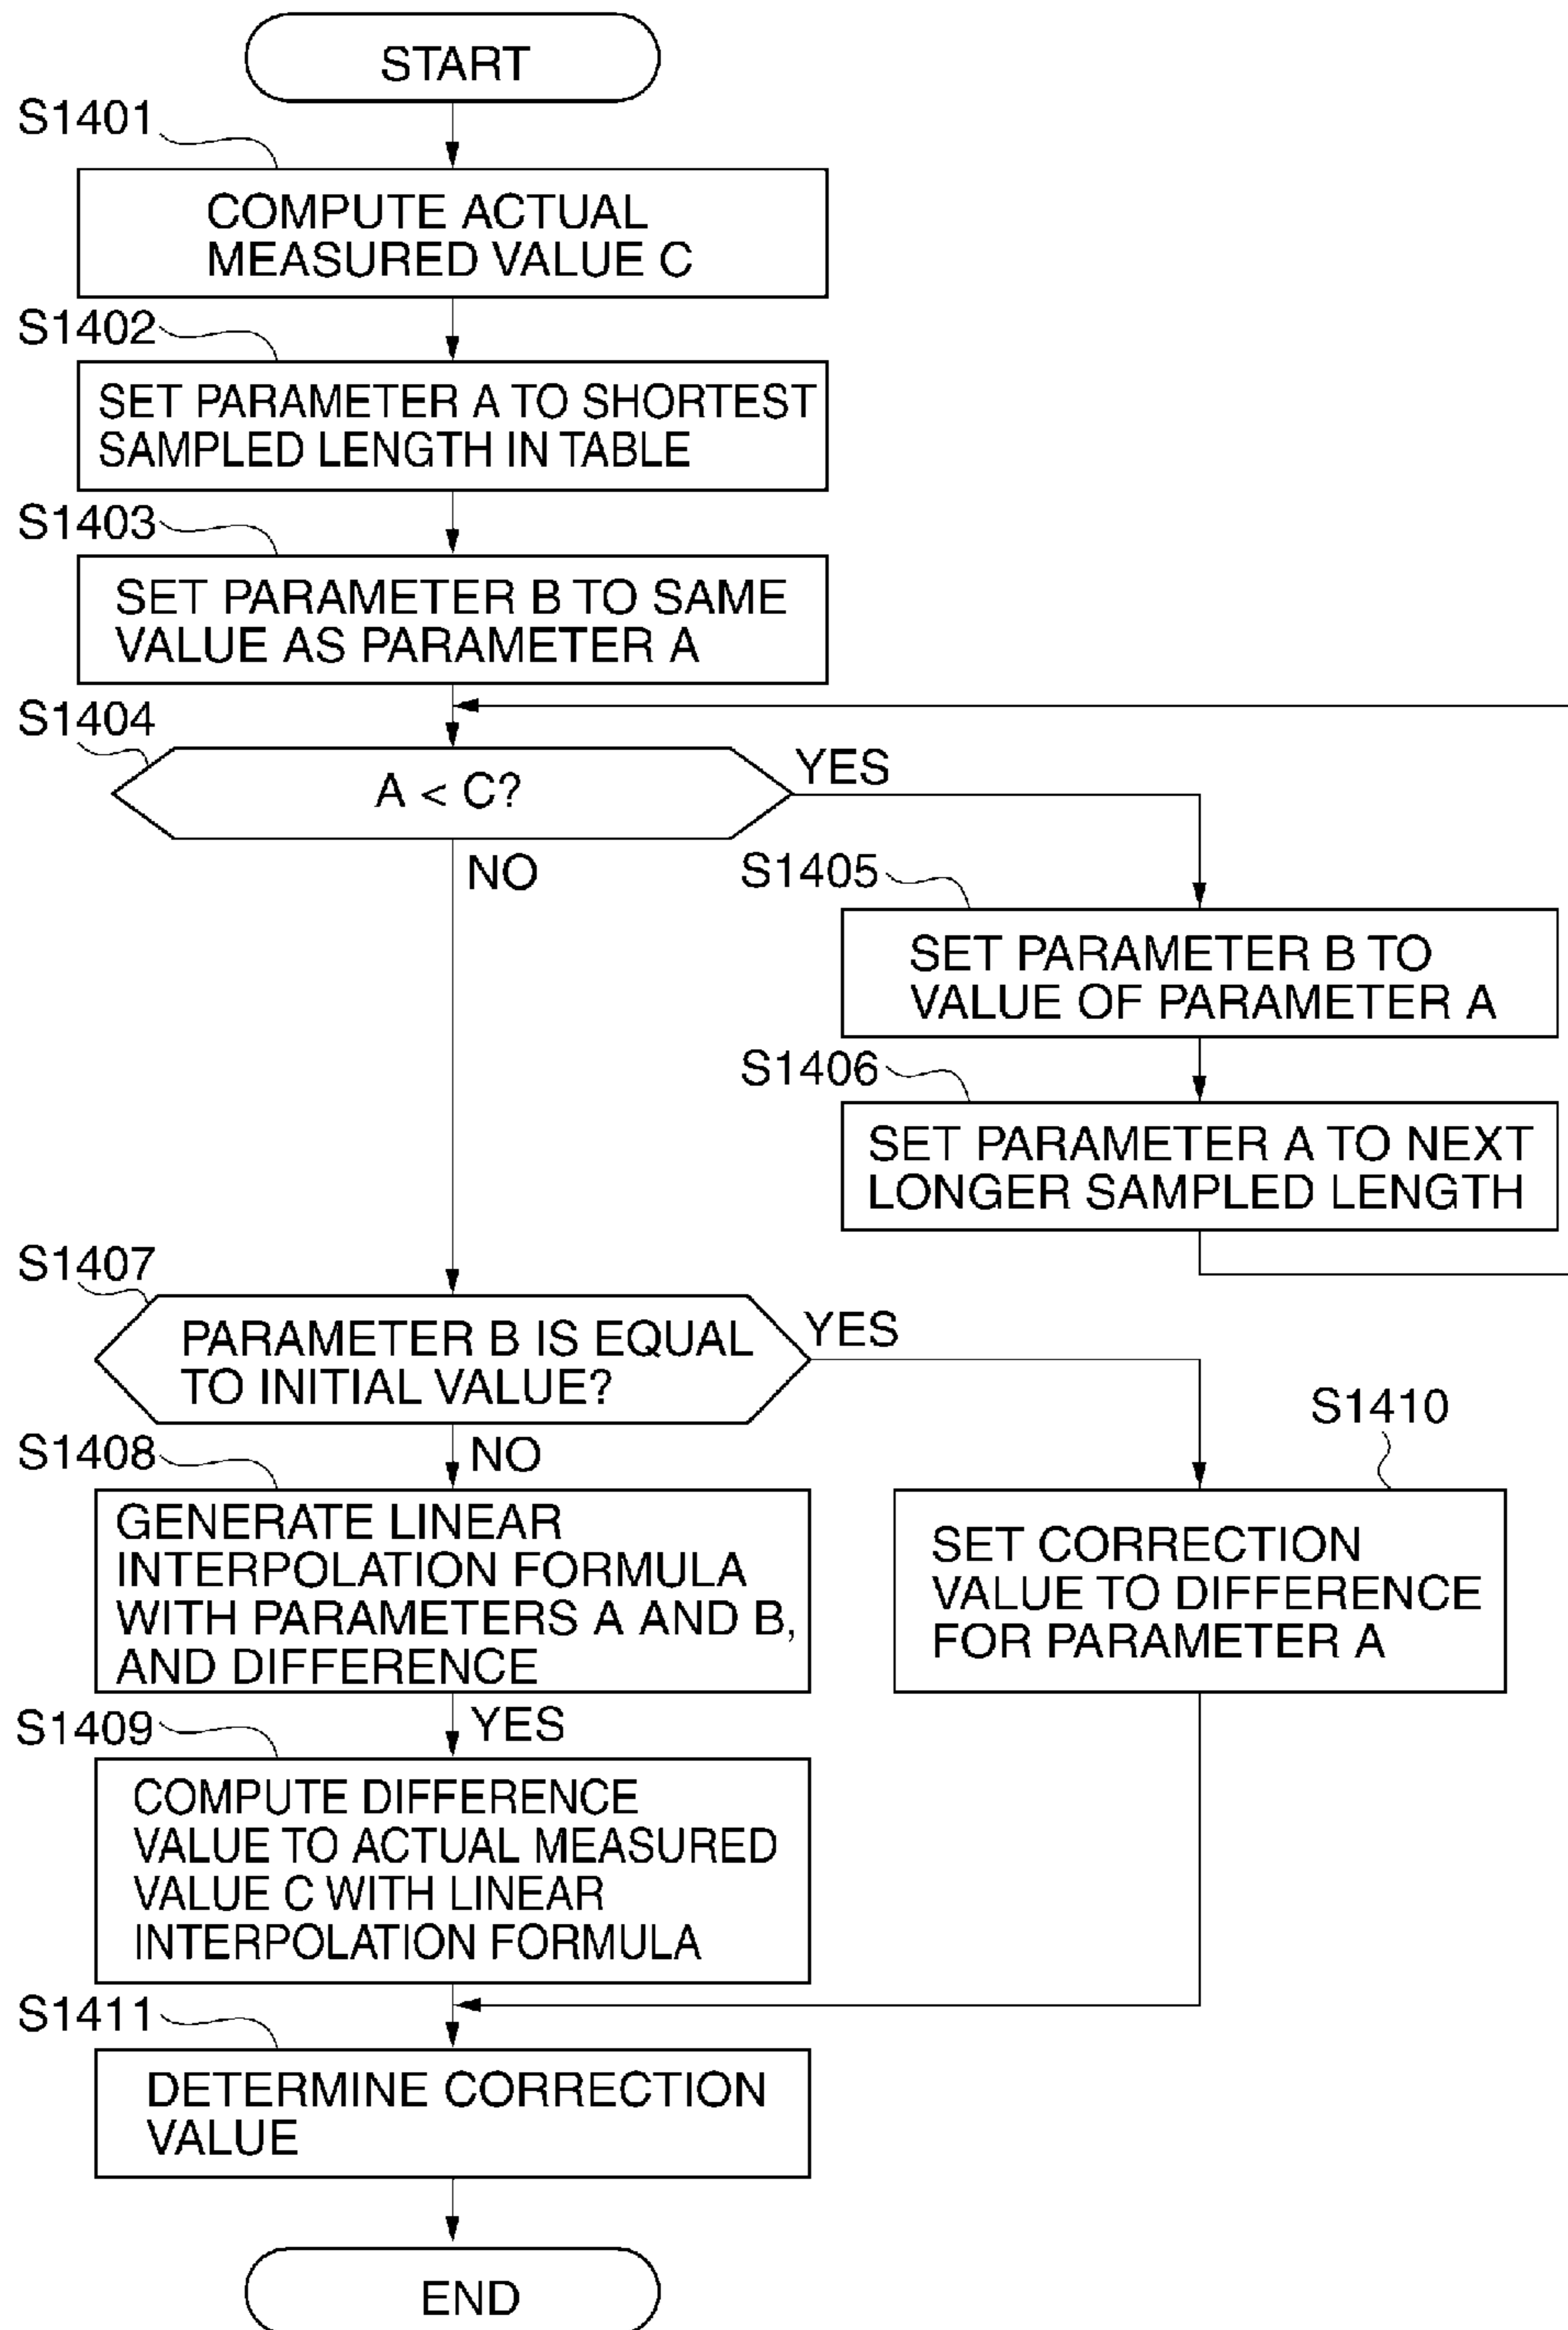 START
S1401
COMPUTE ACTUAL
MEASURED VALUE C
S1402
SET PARAMETER A TO SHORTEST
SAMPLED LENGTH IN TABLE
S1403
SET PARAMETER B TO SAME
VALUE AS PARAMETER A
S1404
A < C?
YES
NO
S1405
SET PARAMETER B TO
VALUE OF PARAMETER A
S1406
SET PARAMETER A TO NEXT
LONGER SAMPLED LENGTH
S1407
PARAMETER B IS EQUAL
TO INITIAL VALUE?
YES
NO
S1408
GENERATE LINEAR
INTERPOLATION FORMULA
WITH PARAMETERS A AND B,
AND DIFFERENCE
S1410
SET CORRECTION
VALUE TO DIFFERENCE
FOR PARAMETER A
YES
S1409
COMPUTE DIFFERENCE
VALUE TO ACTUAL MEASURED
VALUE C WITH LINEAR
INTERPOLATION FORMULA
S1411
DETERMINE CORRECTION
VALUE
END